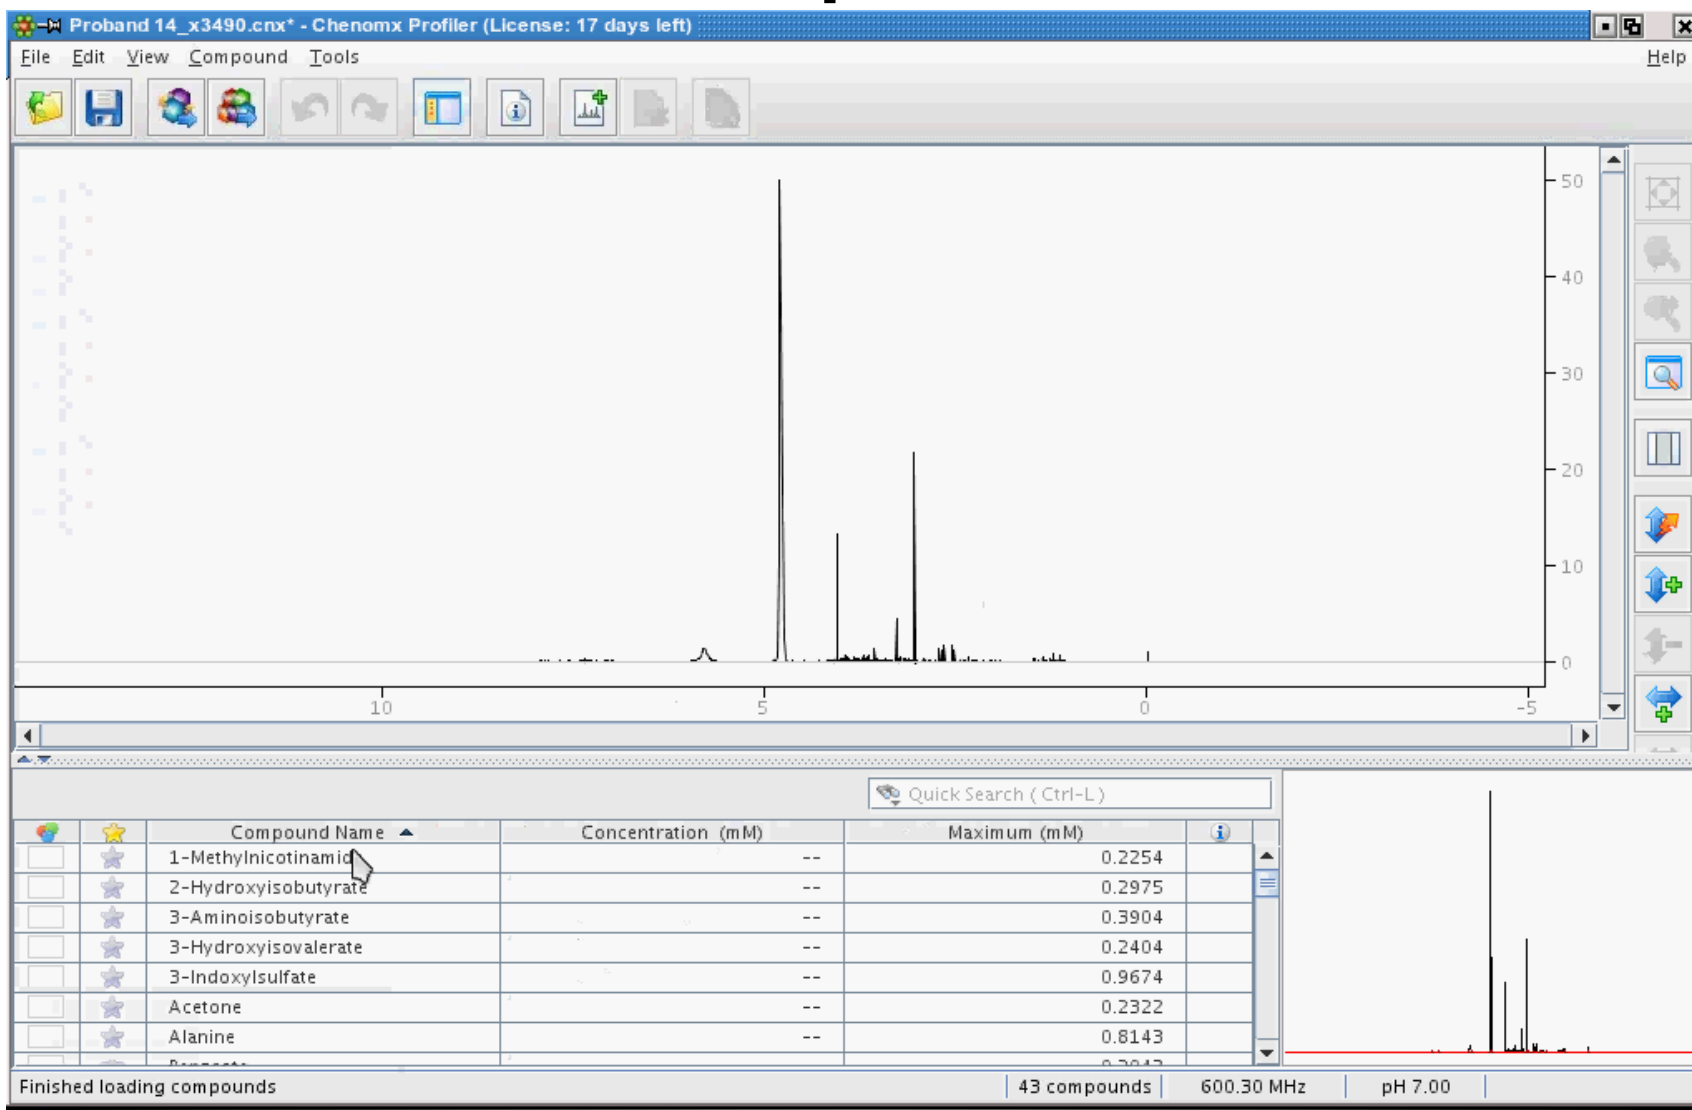 Proband 14_x3490.cnx* - Chenomx Profiler (License: 17 days left)
File Edit View Compound Tools Help
50
40
30
20
10
0
10 5 0 -5
Quick Search ( Ctrl-L )
Compound Name Concentration (mM) Maximum (mM)
1-Methylnicotinamid -- 0.2254
2-Hydroxyisobutyrate -- 0.2975
3-Aminoisobutyrate -- 0.3904
3-Hydroxyisovalerate -- 0.2404
3-Indoxylsulfate -- 0.9674
Acetone -- 0.2322
Alanine -- 0.8143
Finished loading compounds 43 compounds 600.30 MHz pH 7.00